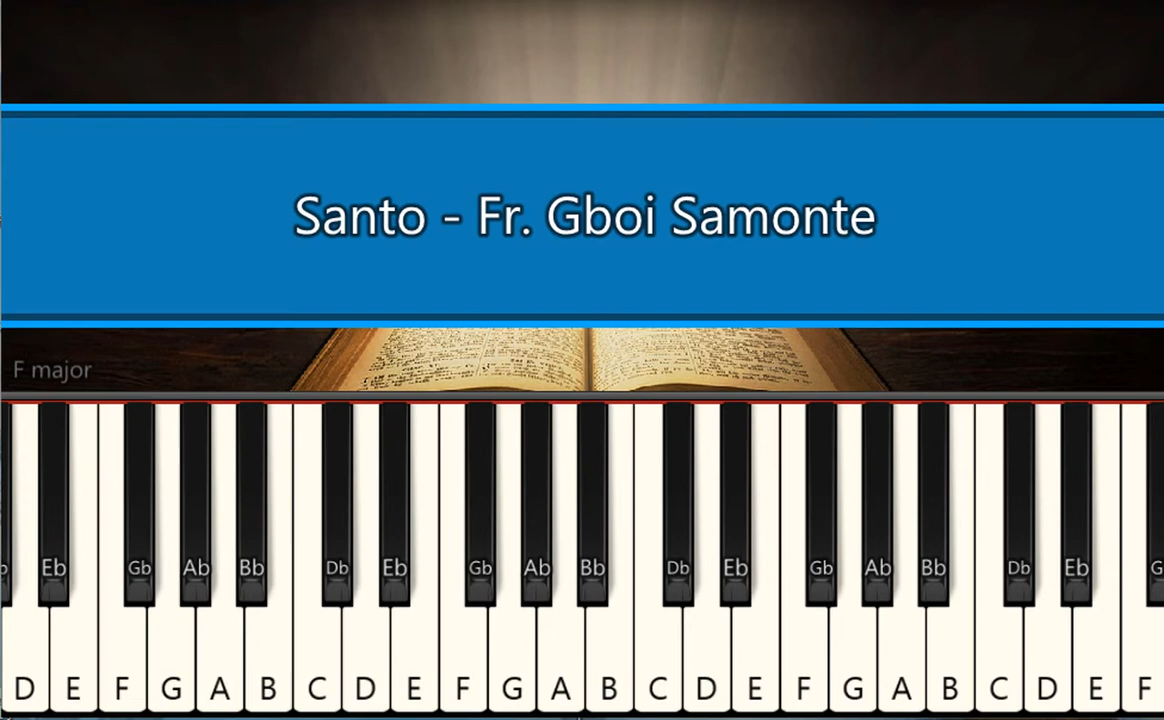 Santo - Fr. Gboi Samonte
F major
Eb Gb Ab Bb Db Eb Gb Ab Bb Db Eb Gb Ab Bb Db Eb
D E F G A B C D E F G A B C D E F G A B C D E F